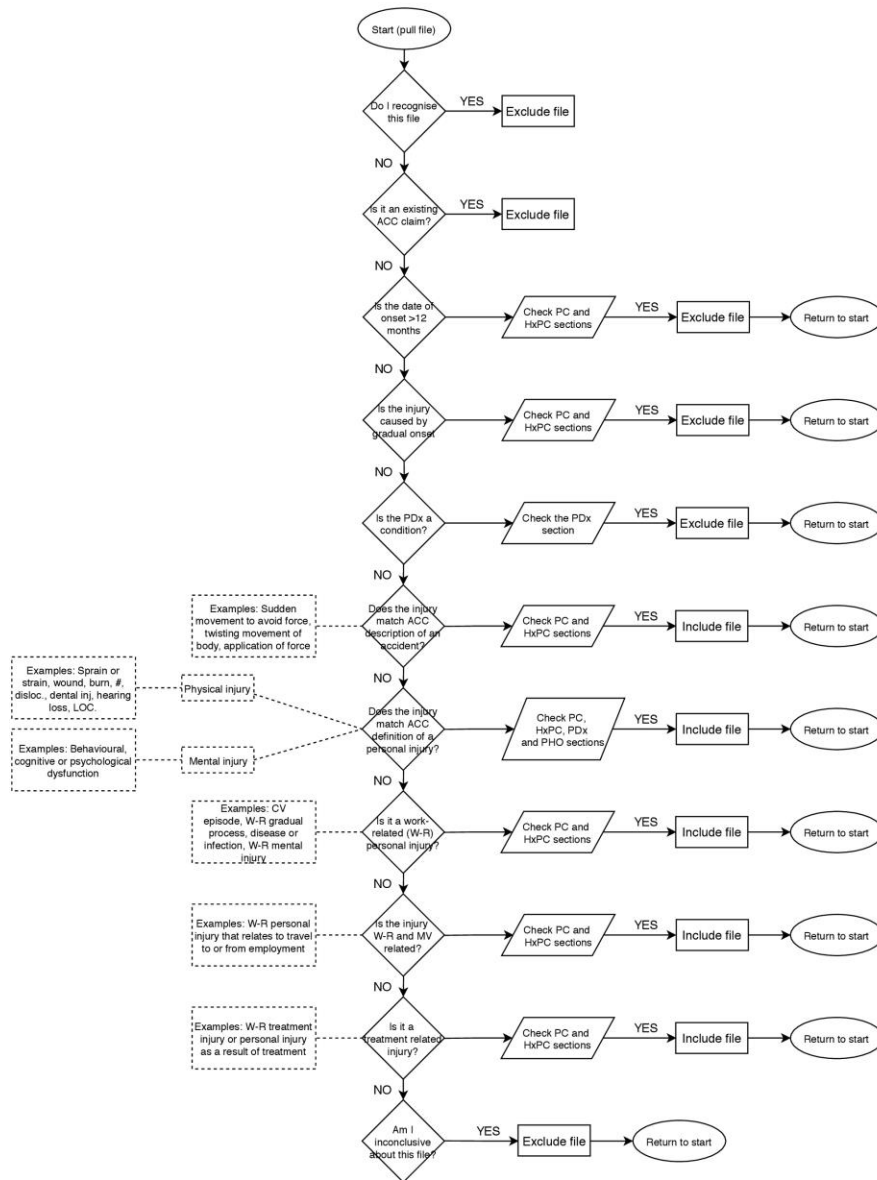 Start (pull file)
Do I recognise
this file
YES
Exclude file
NO
Is it an existing
ACC claim?
YES
Exclude file
NO
Is the date of
onset >12
months
Check PC and
HxPC sections
YES
Exclude file
Return to start
NO
Is the injury
caused by
gradual onset
Check PC and
HxPC sections
YES
Exclude file
Return to start
NO
Is the PDx a
condition?
Check the PDx
section
YES
Exclude file
Return to start
NO
Examples: Sudden
movement to avoid force,
twisting movement of
body, application of force
Does the injury
match ACC
description of an
accident?
Check PC and
HxPC sections
YES
Include file
Return to start
NO
Examples: Sprain or
strain, wound, burn, #,
disloc., dental inj, hearing
loss, LOC.
Physical injury
Examples: Behavioural,
cognitive or psychological
dysfunction
Mental injury
Does the injury
match ACC
definition of a
personal injury?
Check PC,
HxPC, PDx
and PHO sections
YES
Include file
Return to start
NO
Examples: CV
episode, W-R gradual
process, disease or
infection, W-R mental
injury
Is it a work-
related (W-R)
personal injury?
Check PC and
HxPC sections
YES
Include file
Return to start
NO
Examples: W-R personal
injury that relates to travel
to or from employment
Is the injury
W-R and MV
related?
Check PC and
HxPC sections
YES
Include file
Return to start
NO
Examples: W-R treatment
injury or personal injury
as a result of treatment
Is it a
treatment related
injury?
Check PC and
HxPC sections
YES
Include file
Return to start
NO
Am I
inconclusive
about this file?
YES
Exclude file
Return to start